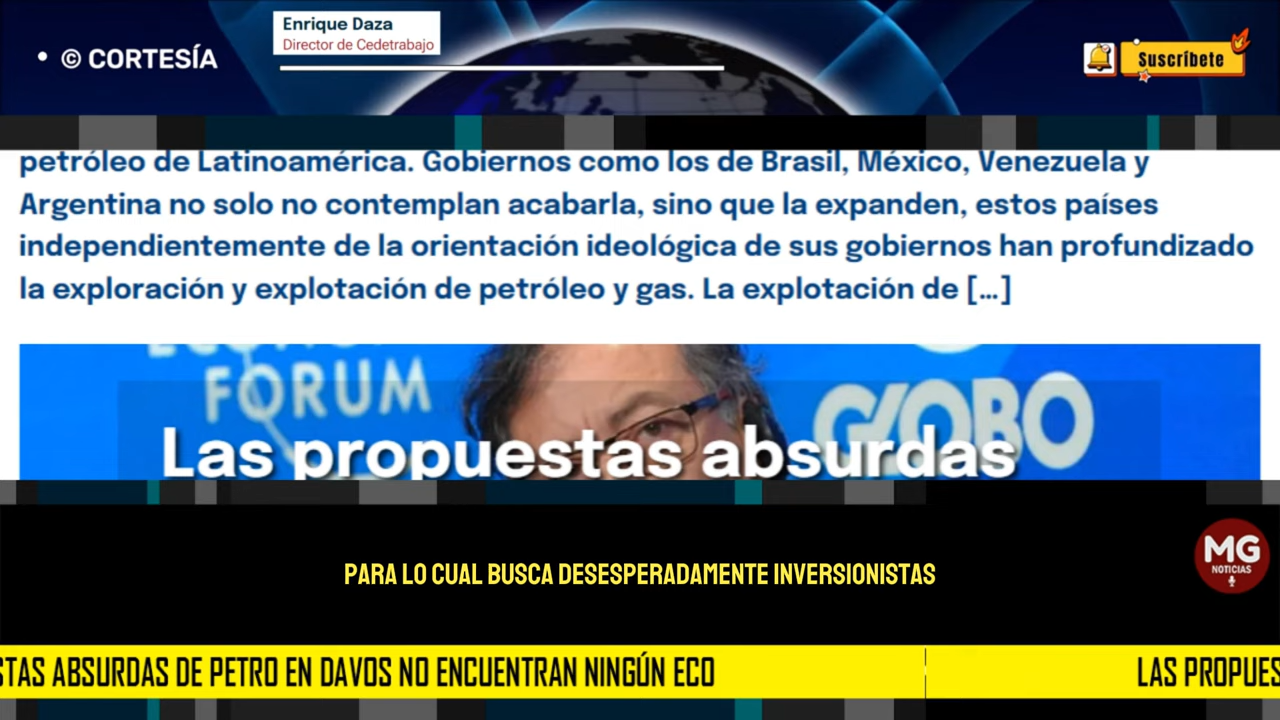 Enrique Daza
Director de Cedetrabajo
• © CORTESÍA
Suscríbete
petróleo de Latinoamérica. Gobiernos como los de Brasil, México, Venezuela y
Argentina no solo no contemplan acabarla, sino que la expanden, estos países
independientemente de la orientación ideológica de sus gobiernos han profundizado
la exploración y explotación de petróleo y gas. La explotación de [...]
FORUM
GLOBO
Las propuestas absurdas
MG
NOTICIAS
PARA LO CUAL BUSCA DESESPERADAMENTE INVERSIONISTAS
STAS ABSURDAS DE PETRO EN DAVOS NO ENCUENTRAN NINGÚN ECO
LAS PROPUES